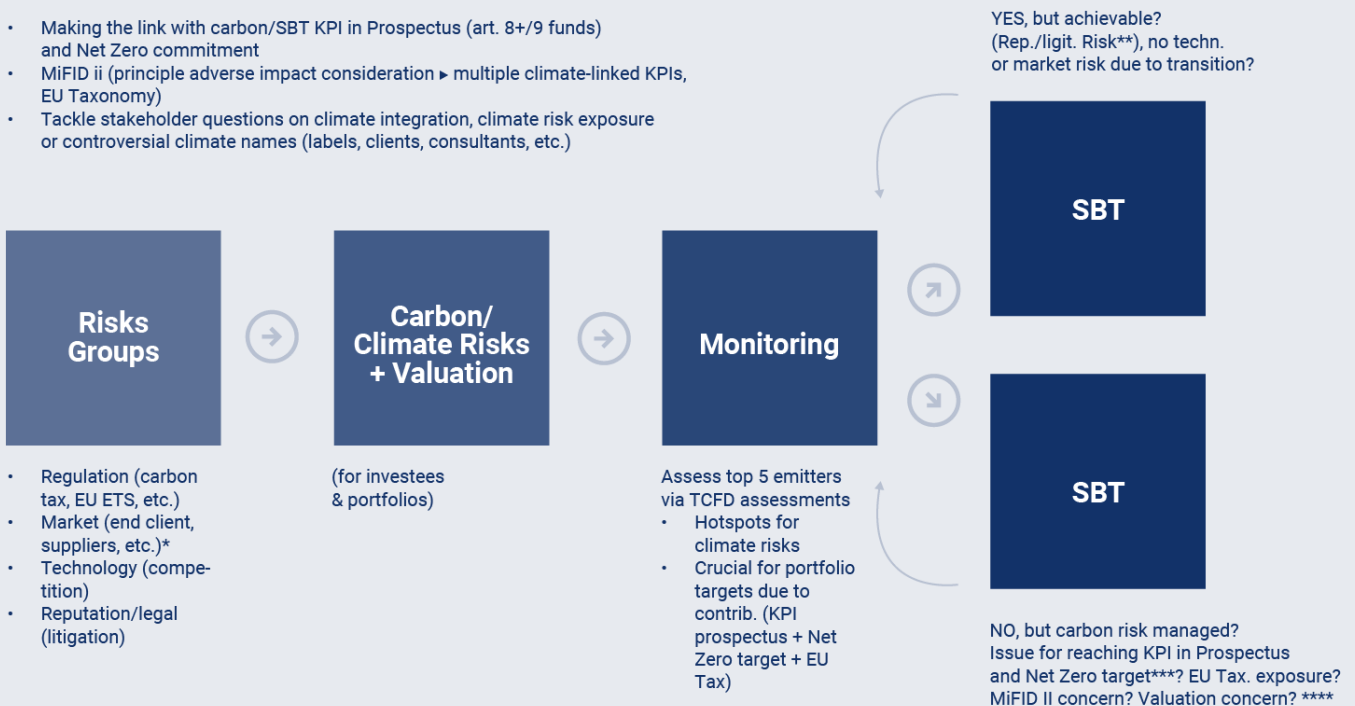 • Making the link with carbon/SBT KPI in Prospectus (art. 8+/9 funds)
and Net Zero commitment
• MiFID ii (principle adverse impact consideration ▸ multiple climate-linked KPIs,
EU Taxonomy)
• Tackle stakeholder questions on climate integration, climate risk exposure
or controversial climate names (labels, clients, consultants, etc.)
YES, but achievable?
(Rep./ligit. Risk**), no techn.
or market risk due to transition?
Risks
Groups
Carbon/
Climate Risks
+ Valuation
Monitoring
SBT
SBT
• Regulation (carbon
tax, EU ETS, etc.)
• Market (end client,
suppliers, etc.)*
• Technology (compe-
tition)
• Reputation/legal
(litigation)
(for investees
& portfolios)
Assess top 5 emitters
via TCFD assessments
• Hotspots for
climate risks
• Crucial for portfolio
targets due to
contrib. (KPI
prospectus + Net
Zero target + EU
Tax)
NO, but carbon risk managed?
Issue for reaching KPI in Prospectus
and Net Zero target***? EU Tax. exposure?
MiFID II concern? Valuation concern? ****